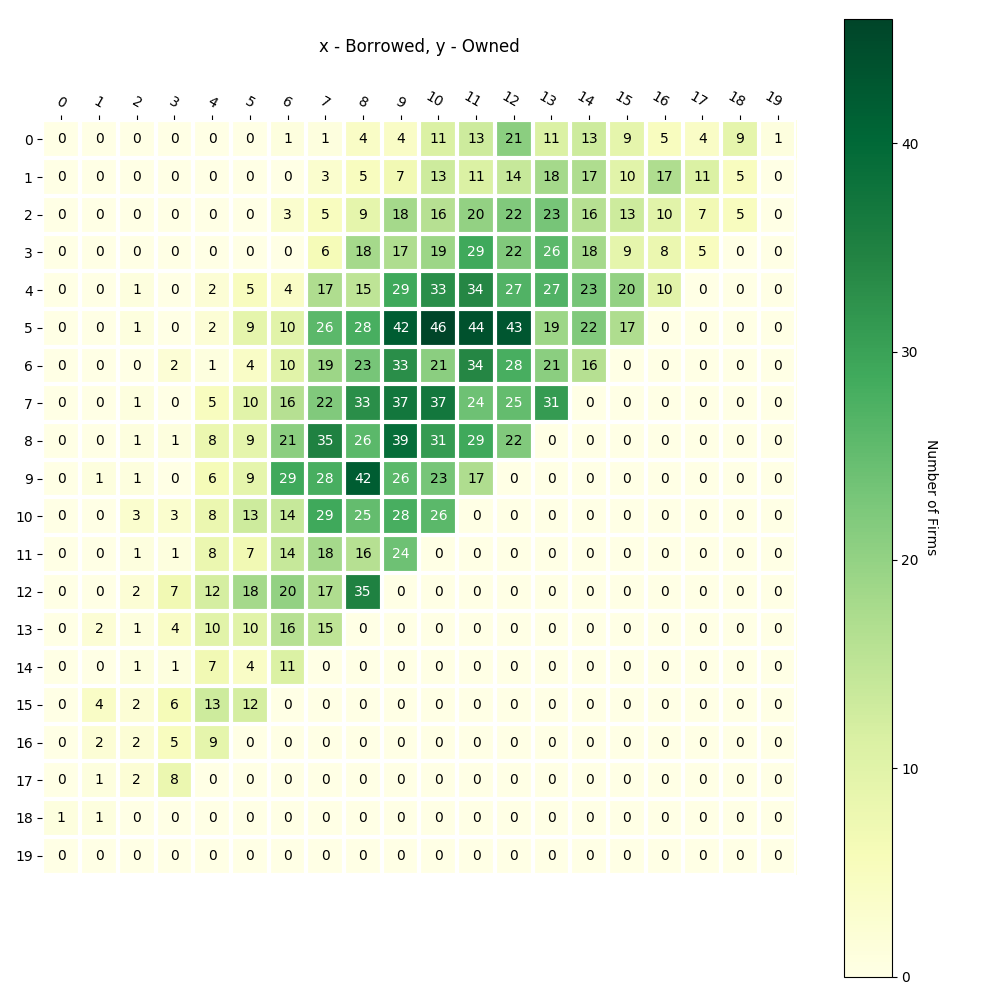 x - Borrowed, y - Owned
0 1 2 3 4 5 6 7 8 9 10 11 12 13 14 15 16 17 18 19
0 0 0 0 0 0 0 1 1 4 4 11 13 21 11 13 9 5 4 9 1
1 0 0 0 0 0 0 0 3 5 7 13 11 14 18 17 10 17 11 5 0
2 0 0 0 0 0 0 3 5 9 18 16 20 22 23 16 13 10 7 5 0
3 0 0 0 0 0 0 0 6 18 17 19 29 22 26 18 9 8 5 0 0
4 0 0 1 0 2 5 4 17 15 29 33 34 27 27 23 20 10 0 0 0
5 0 0 1 0 2 9 10 26 28 42 46 44 43 19 22 17 0 0 0 0
6 0 0 0 2 1 4 10 19 23 33 21 34 28 21 16 0 0 0 0 0
7 0 0 1 0 5 10 16 22 33 37 37 24 25 31 0 0 0 0 0 0
8 0 0 1 1 8 9 21 35 26 39 31 29 22 0 0 0 0 0 0 0
9 0 1 1 0 6 9 29 28 42 26 23 17 0 0 0 0 0 0 0 0
10 0 0 3 3 8 13 14 29 25 28 26 0 0 0 0 0 0 0 0 0
11 0 0 1 1 8 7 14 18 16 24 0 0 0 0 0 0 0 0 0 0
12 0 0 2 7 12 18 20 17 35 0 0 0 0 0 0 0 0 0 0 0
13 0 2 1 4 10 10 16 15 0 0 0 0 0 0 0 0 0 0 0 0
14 0 0 1 1 7 4 11 0 0 0 0 0 0 0 0 0 0 0 0 0
15 0 4 2 6 13 12 0 0 0 0 0 0 0 0 0 0 0 0 0 0
16 0 2 2 5 9 0 0 0 0 0 0 0 0 0 0 0 0 0 0 0
17 0 1 2 8 0 0 0 0 0 0 0 0 0 0 0 0 0 0 0 0
18 1 1 0 0 0 0 0 0 0 0 0 0 0 0 0 0 0 0 0 0
19 0 0 0 0 0 0 0 0 0 0 0 0 0 0 0 0 0 0 0 0
40
30
20
10
0
Number of Firms